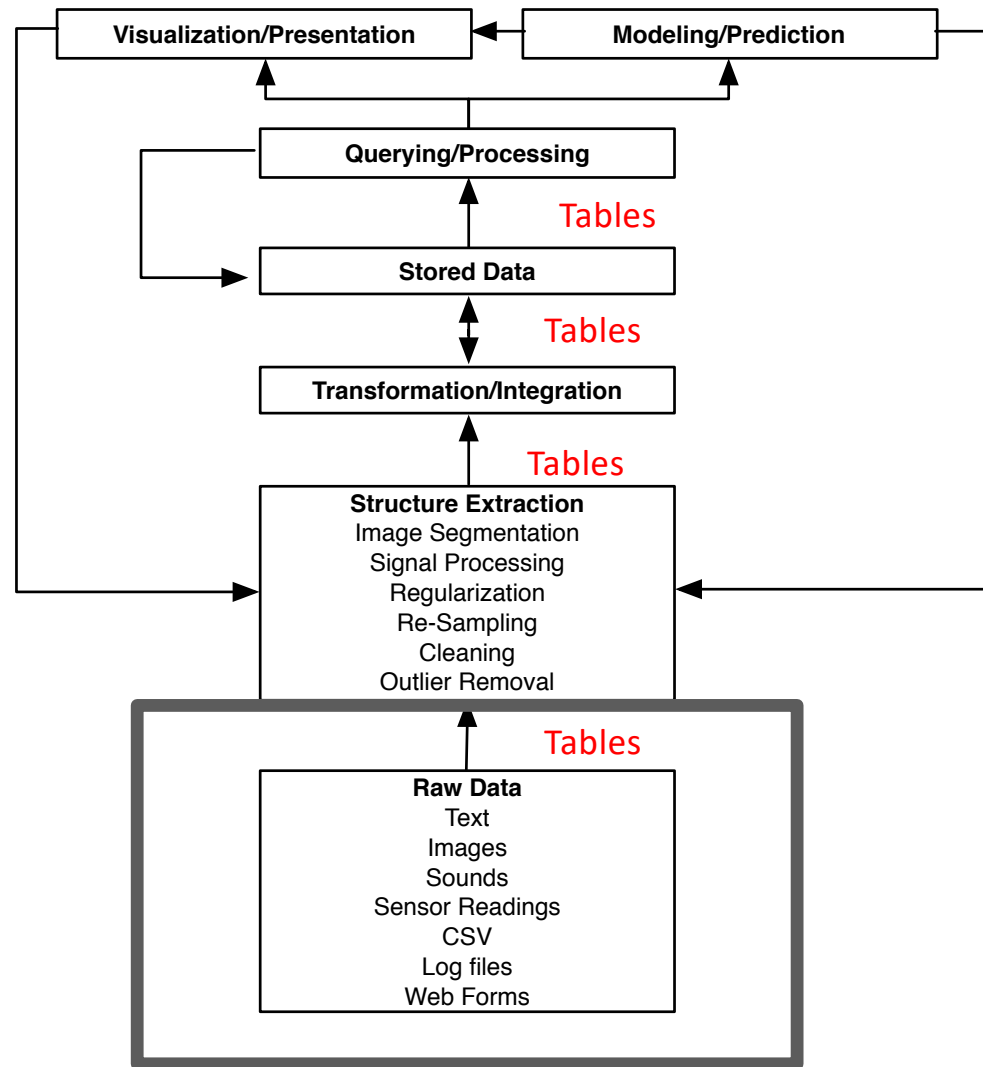 Visualization/Presentation
Modeling/Prediction
Querying/Processing
Tables
Stored Data
Tables
Transformation/Integration
Tables
Structure Extraction
Image Segmentation
Signal Processing
Regularization
Re-Sampling
Cleaning
Outlier Removal
Tables
Raw Data
Text
Images
Sounds
Sensor Readings
CSV
Log files
Web Forms